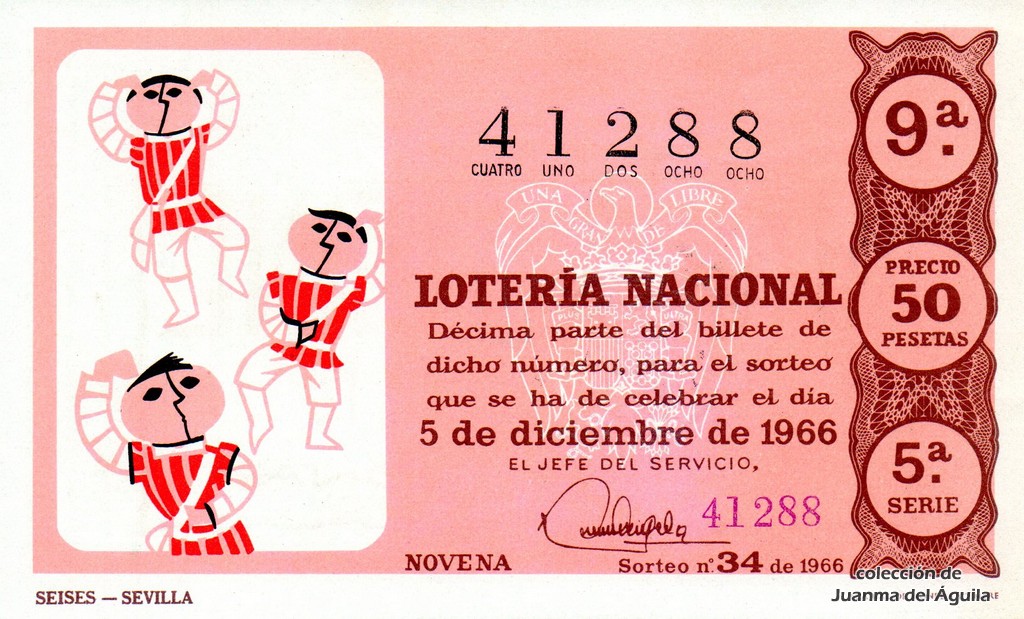 41288
CUATRO UNO DOS OCHO OCHO
UNA GRANDE LIBRE
PLUS ULTRA
LOTERÍA NACIONAL
Décima parte del billete de
dicho número, para el sorteo
que se ha de celebrar el día
5 de diciembre de 1966
EL JEFE DEL SERVICIO,
41288
NOVENA
Sorteo n.º 34 de 1966
9.ª
PRECIO
50
PESETAS
5.ª
SERIE
SEISES — SEVILLA
colección de
Juanma del Águila